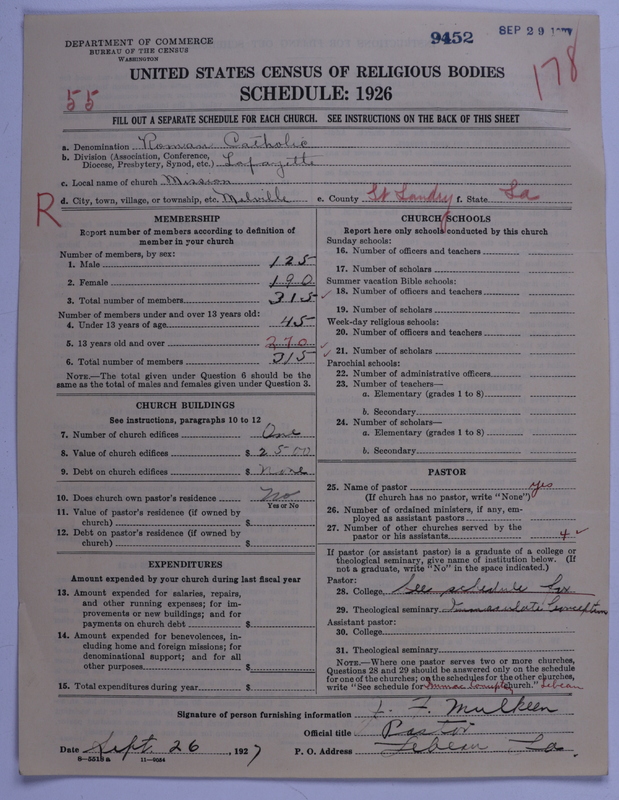 DEPARTMENT OF COMMERCE
BUREAU OF THE CENSUS
WASHINGTON
9452
SEP 29
55
178
UNITED STATES CENSUS OF RELIGIOUS BODIES
SCHEDULE: 1926
FILL OUT A SEPARATE SCHEDULE FOR EACH CHURCH. SEE INSTRUCTIONS ON THE BACK OF THIS SHEET
a. Denomination Roman Catholic
b. Division (Association, Conference, Diocese, Presbytery, Synod, etc.) Lafayette
c. Local name of church Mission
R
d. City, town, village, or township, etc. Melville e. County St Landry f. State La
MEMBERSHIP
Report number of members according to definition of
member in your church
Number of members, by sex:
1. Male 125
2. Female 190
3. Total number of members 315
Number of members under and over 13 years old:
4. Under 13 years of age 45
5. 13 years old and over 270
6. Total number of members 315
NOTE.—The total given under Question 6 should be the
same as the total of males and females given under Question 3.
CHURCH BUILDINGS
See instructions, paragraphs 10 to 12
7. Number of church edifices One
8. Value of church edifices $ 2500
9. Debt on church edifices $ None
10. Does church own pastor's residence No
Yes or No
11. Value of pastor's residence (if owned by
church) $
12. Debt on pastor's residence (if owned by
church) $
EXPENDITURES
Amount expended by your church during last fiscal year
13. Amount expended for salaries, repairs,
and other running expenses; for im-
provements or new buildings; and for
payments on church debt $
14. Amount expended for benevolences, in-
cluding home and foreign missions; for
denominational support; and for all
other purposes $
15. Total expenditures during year $
CHURCH SCHOOLS
Report here only schools conducted by this church
Sunday schools:
16. Number of officers and teachers
17. Number of scholars
Summer vacation Bible schools:
18. Number of officers and teachers
19. Number of scholars
Week-day religious schools:
20. Number of officers and teachers
21. Number of scholars
Parochial schools:
22. Number of administrative officers
23. Number of teachers—
a. Elementary (grades 1 to 8)
b. Secondary
24. Number of scholars—
a. Elementary (grades 1 to 8)
b. Secondary
PASTOR
25. Name of pastor yes
(If church has no pastor, write "None")
26. Number of ordained ministers, if any, em-
ployed as assistant pastors
27. Number of other churches served by the
pastor or his assistants 4
If pastor (or assistant pastor) is a graduate of a college or
theological seminary, give name of institution below. (If
not a graduate, write "No" in the space indicated.)
Pastor:
28. College See schedule for
29. Theological seminary Immaculate Conception
Assistant pastor:
30. College
31. Theological seminary
NOTE.—Where one pastor serves two or more churches,
Questions 28 and 29 should be answered only on the schedule
for one of the churches; on the schedules for the other churches,
write "See schedule for church." Lebeau
Signature of person furnishing information L. F. Mulkeen
Official title Pastor
Date Sept. 26, 1927 P. O. Address Lebeau La.
8—5518a 11—9664